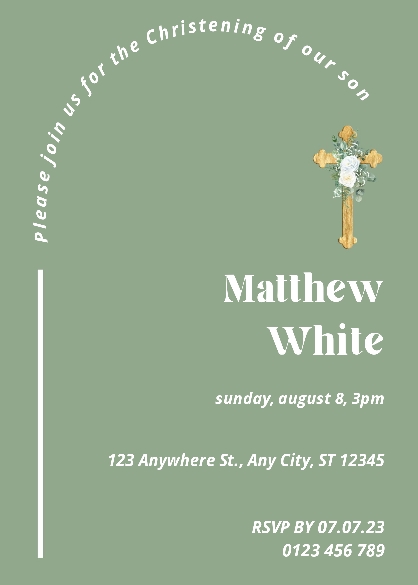 Please join us for the Christening of our son
Matthew
White
sunday, august 8, 3pm
123 Anywhere St., Any City, ST 12345
RSVP BY 07.07.23
0123 456 789